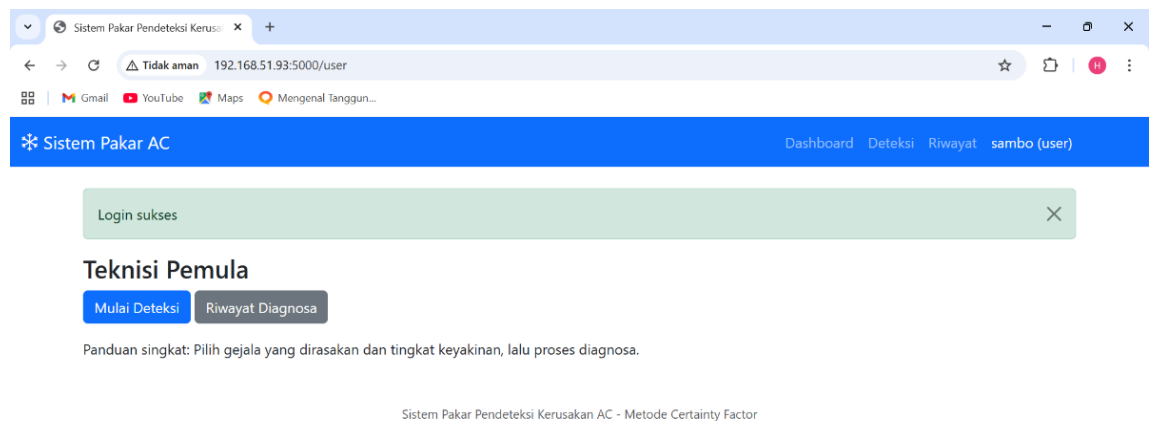 Sistem Pakar Pendeteksi Kerusa
Tidak aman 192.168.51.93:5000/user
H
Gmail YouTube Maps Mengenal Tanggun...
Sistem Pakar AC Dashboard Deteksi Riwayat sambo (user)
Login sukses
Teknisi Pemula
Mulai Deteksi Riwayat Diagnosa
Panduan singkat: Pilih gejala yang dirasakan dan tingkat keyakinan, lalu proses diagnosa.
Sistem Pakar Pendeteksi Kerusakan AC - Metode Certainty Factor